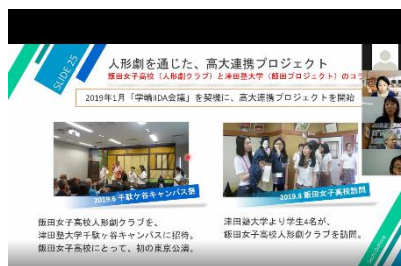 SLIDE 25
人形劇を通じた、高大連携プロジェクト
飯田女子高校（人形劇クラブ）と津田塾大学（飯田プロジェクト）のコラ
2019年1月「学輪IIDA会議」を契機に、高大連携プロジェクトを開始
2019.6 千駄ケ谷キャンパス祭
2019.8 飯田女子高校訪問
飯田女子高校人形劇クラブを、
津田塾大学千駄ヶ谷キャンパスに招待。
飯田女子高校にとって、初の東京公演。
津田塾大学より学生4名が、
飯田女子高校人形劇クラブを訪問。